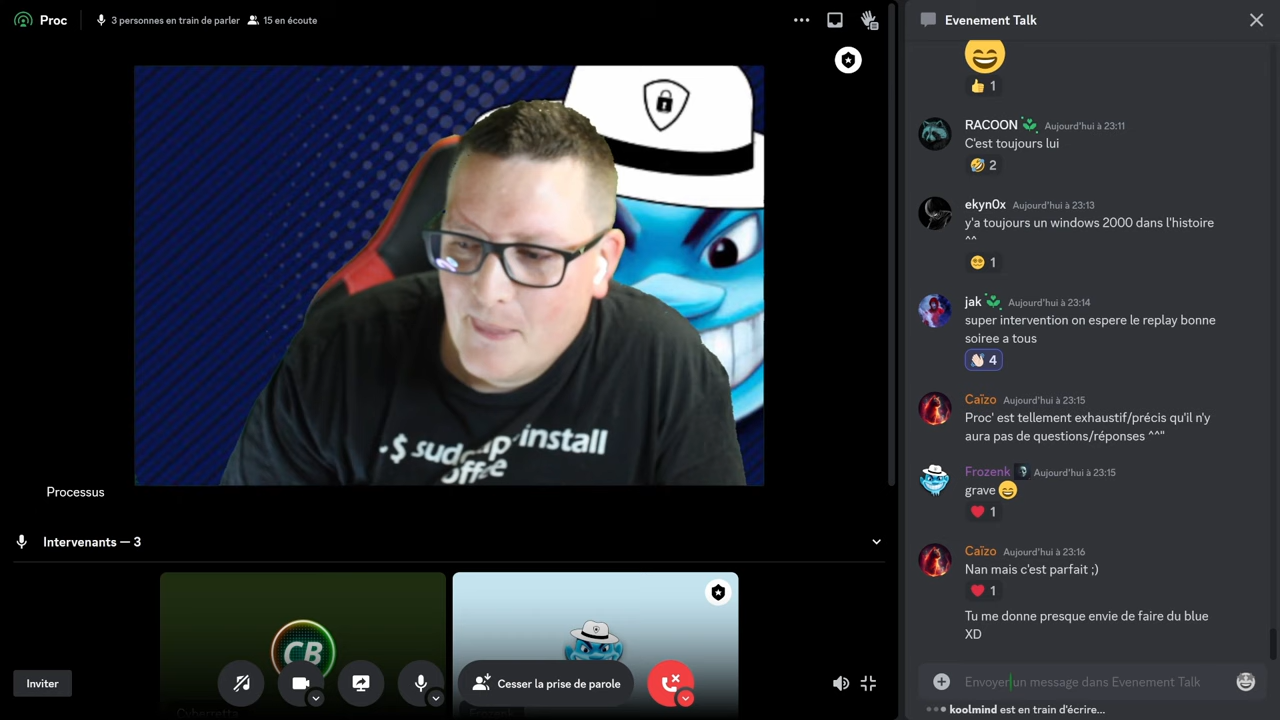 Proc
3 personnes en train de parler
15 en écoute
Processus
Intervenants — 3
CB
Inviter
Cesser la prise de parole
Evenement Talk
1
RACOON Aujourd'hui à 23:11
C'est toujours lui
2
ekyn0x Aujourd'hui à 23:13
y'a toujours un windows 2000 dans l'histoire
^^
1
jak Aujourd'hui à 23:14
super intervention on espere le replay bonne
soiree a tous
4
Caïzo Aujourd'hui à 23:15
Proc' est tellement exhaustif/précis qu'il n'y
aura pas de questions/réponses ^^"
Frozenk Aujourd'hui à 23:15
grave
1
Caïzo Aujourd'hui à 23:16
Nan mais c'est parfait ;)
1
Tu me donne presque envie de faire du blue
XD
Envoyer un message dans Evenement Talk
koolmind est en train d'écrire...